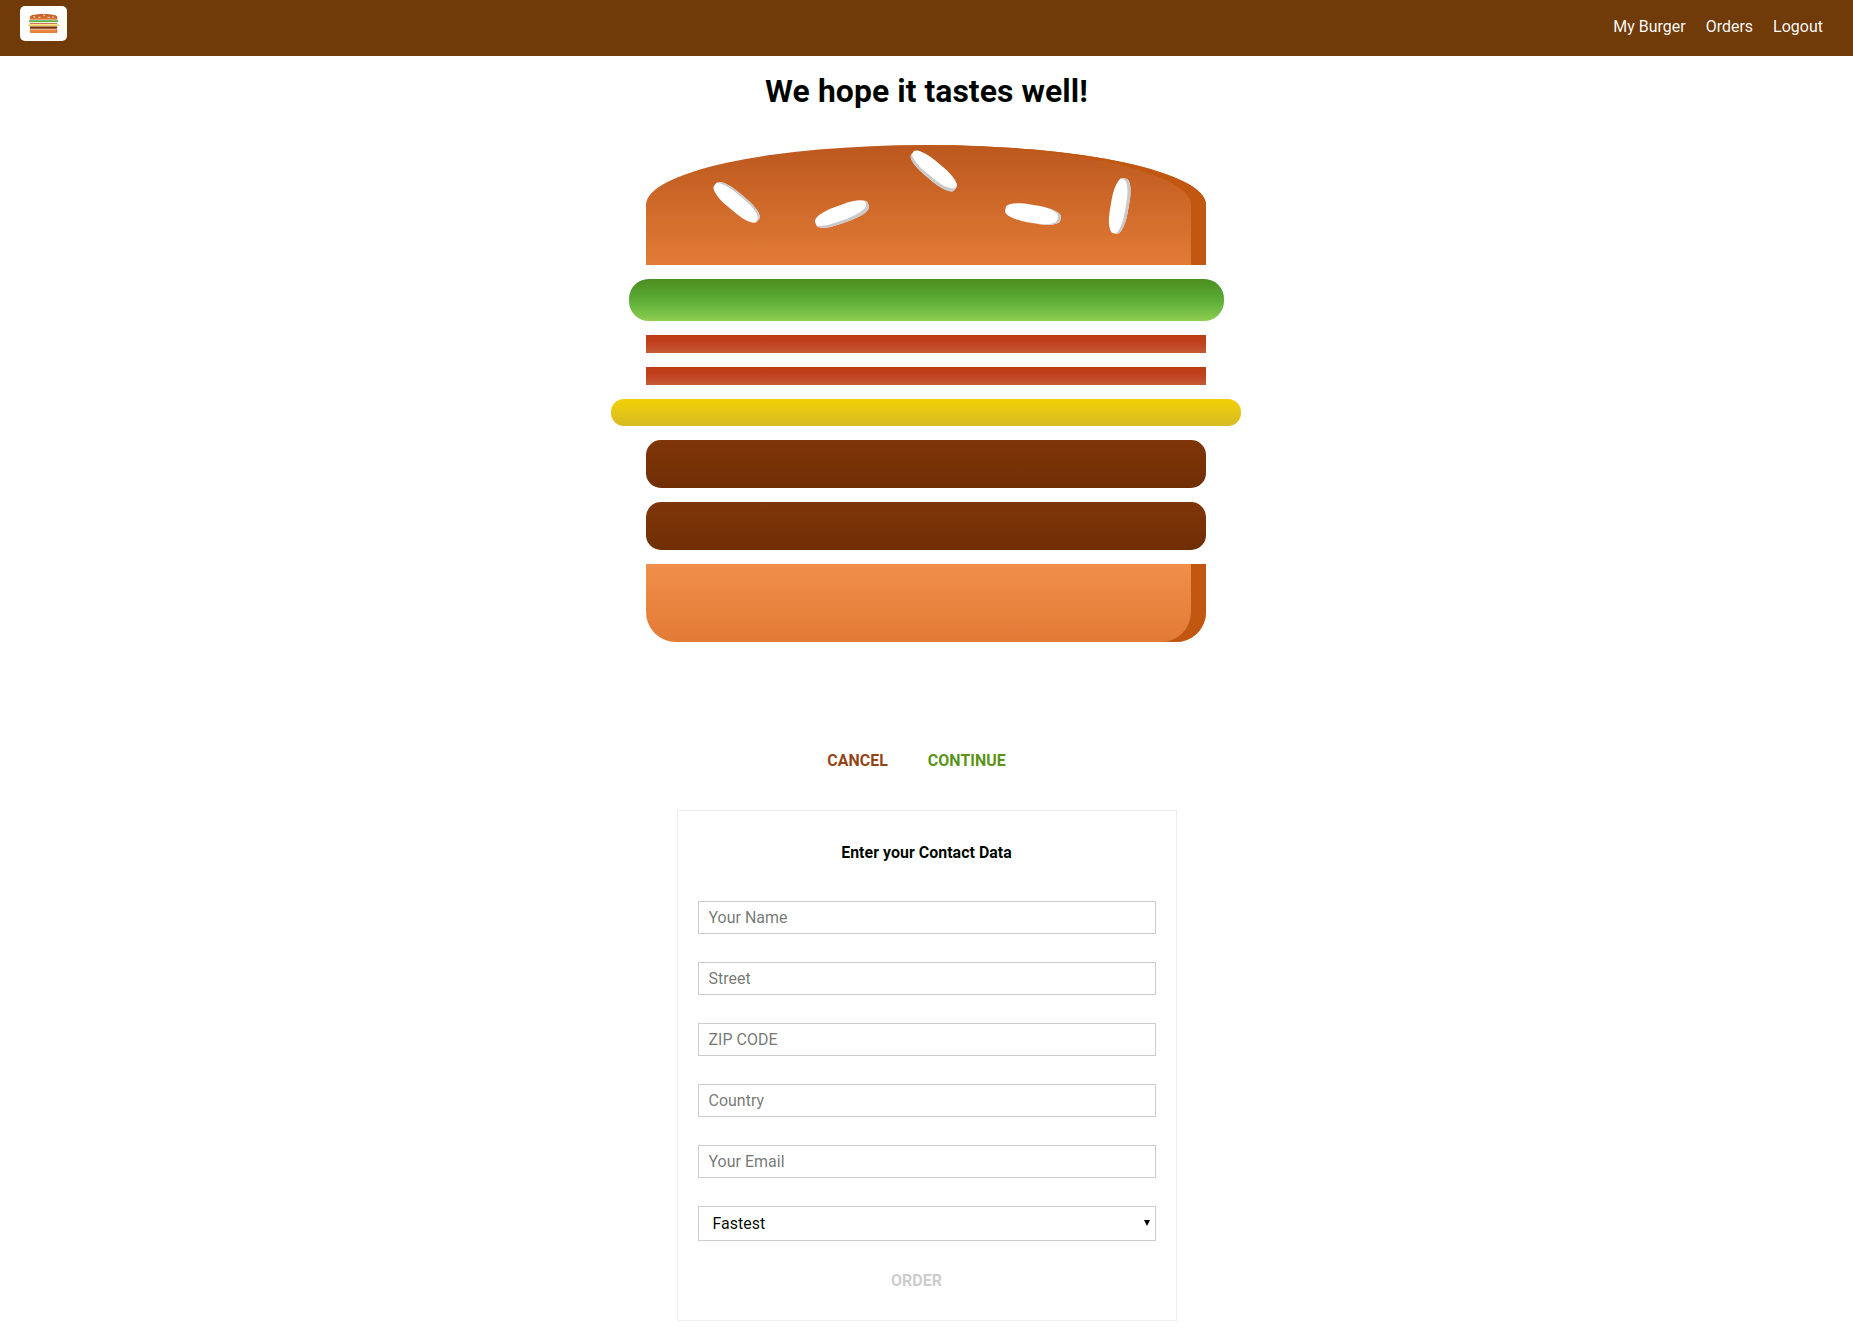 My Burger Orders Logout
We hope it tastes well!
CANCEL CONTINUE
Enter your Contact Data
Your Name
Street
ZIP CODE
Country
Your Email
Fastest
ORDER